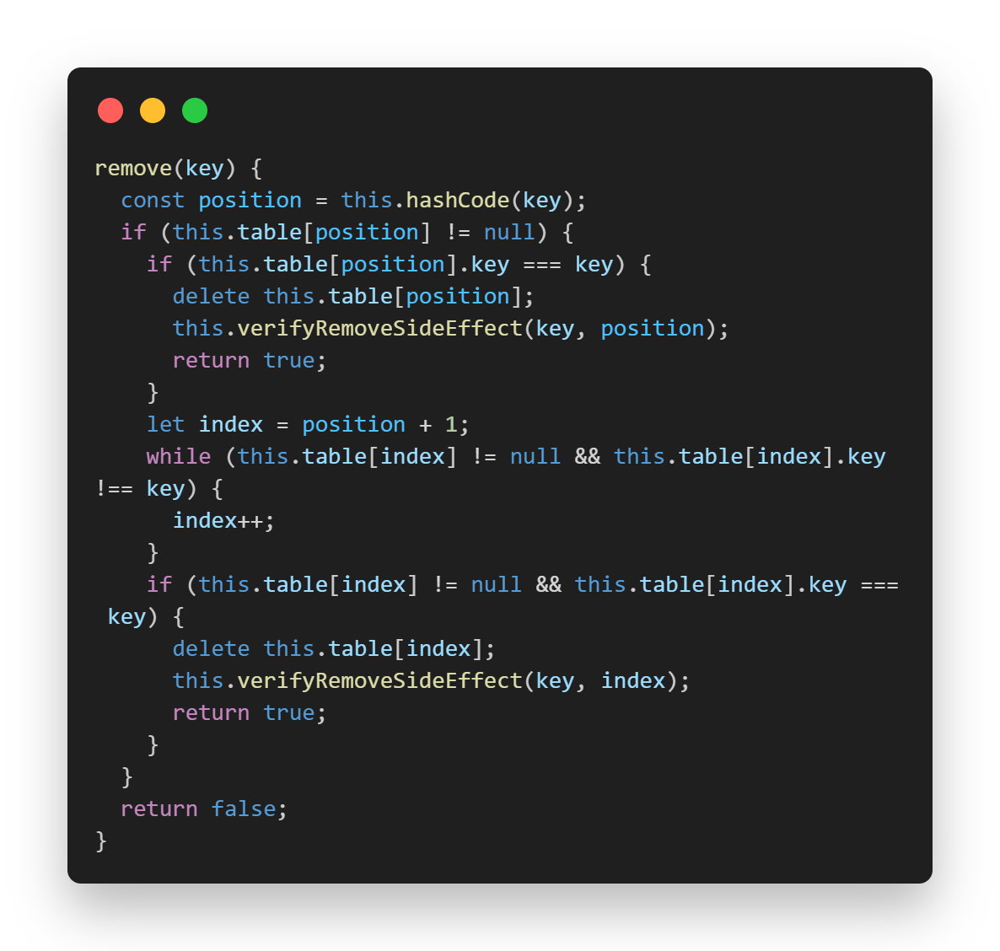 remove(key) {
  const position = this.hashCode(key);
  if (this.table[position] != null) {
    if (this.table[position].key === key) {
      delete this.table[position];
      this.verifyRemoveSideEffect(key, position);
      return true;
    }
    let index = position + 1;
    while (this.table[index] != null && this.table[index].key
!== key) {
      index++;
    }
    if (this.table[index] != null && this.table[index].key ===
 key) {
      delete this.table[index];
      this.verifyRemoveSideEffect(key, index);
      return true;
    }
  }
  return false;
}